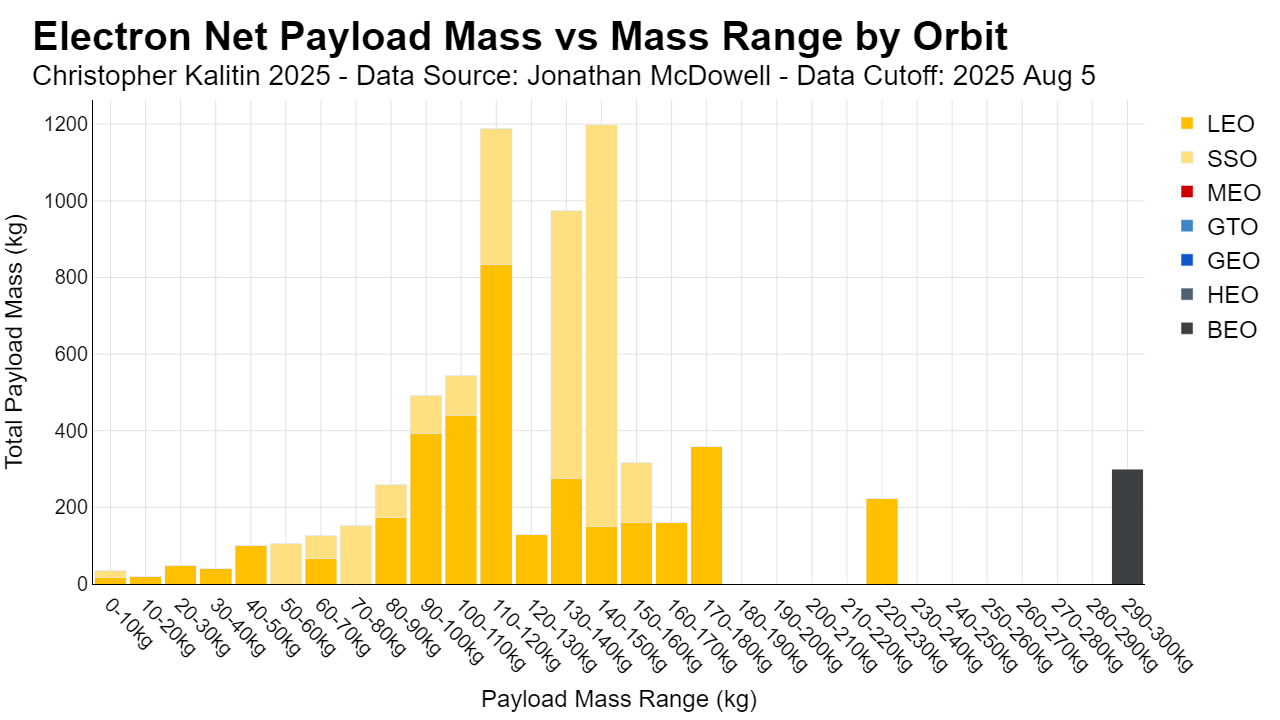 Electron Net Payload Mass vs Mass Range by Orbit
Christopher Kalitin 2025 - Data Source: Jonathan McDowell - Data Cutoff: 2025 Aug 5
LEO
SSO
MEO
GTO
GEO
HEO
BEO
Total Payload Mass (kg)
1200
1000
800
600
400
200
0
0-10kg
10-20kg
20-30kg
30-40kg
40-50kg
50-60kg
60-70kg
70-80kg
80-90kg
90-100kg
100-110kg
110-120kg
120-130kg
130-140kg
140-150kg
150-160kg
160-170kg
170-180kg
180-190kg
190-200kg
200-210kg
210-220kg
220-230kg
230-240kg
240-250kg
250-260kg
260-270kg
270-280kg
280-290kg
290-300kg
Payload Mass Range (kg)